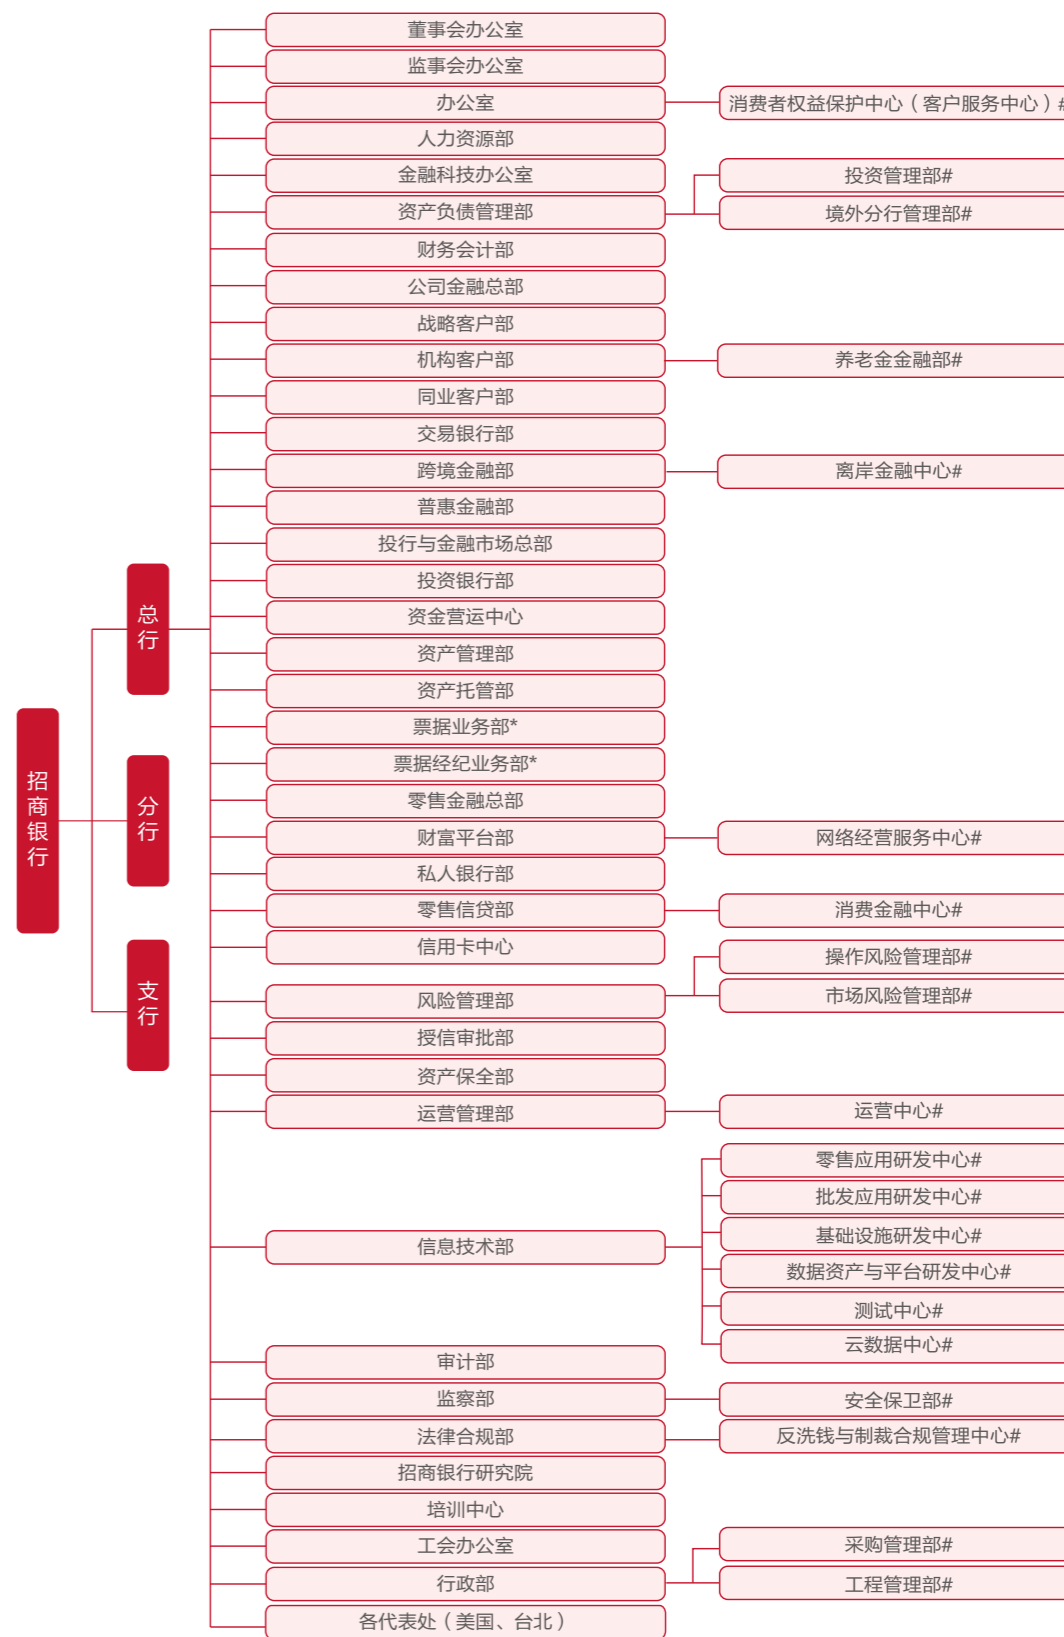 董事会办公室
监事会办公室
办公室
消费者权益保护中心（客户服务中心）#
人力资源部
金融科技办公室
投资管理部#
资产负债管理部
境外分行管理部#
财务会计部
公司金融总部
战略客户部
机构客户部
养老金金融部#
同业客户部
交易银行部
跨境金融部
离岸金融中心#
普惠金融部
投行与金融市场总部
投资银行部
总行
资金营运中心
资产管理部
资产托管部
票据业务部*
票据经纪业务部*
招商银行
分行
零售金融总部
财富平台部
网络经营服务中心#
私人银行部
零售信贷部
消费金融中心#
信用卡中心
操作风险管理部#
支行
风险管理部
市场风险管理部#
授信审批部
资产保全部
运营管理部
运营中心#
零售应用研发中心#
批发应用研发中心#
基础设施研发中心#
信息技术部
数据资产与平台研发中心#
测试中心#
云数据中心#
审计部
监察部
安全保卫部#
法律合规部
反洗钱与制裁合规管理中心#
招商银行研究院
培训中心
工会办公室
采购管理部#
行政部
工程管理部#
各代表处（美国、台北）